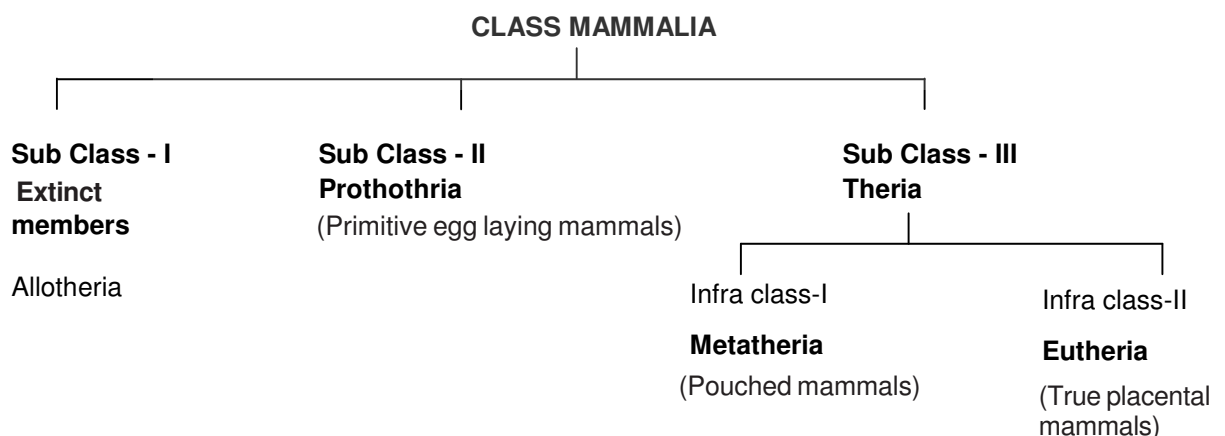 CLASS MAMMALIA
Sub Class - I
Extinct
members
Allotheria
Sub Class - II
Prothothria
(Primitive egg laying mammals)
Sub Class - III
Theria
Infra class-I
Metatheria
(Pouched mammals)
Infra class-II
Eutheria
(True placental
mammals)